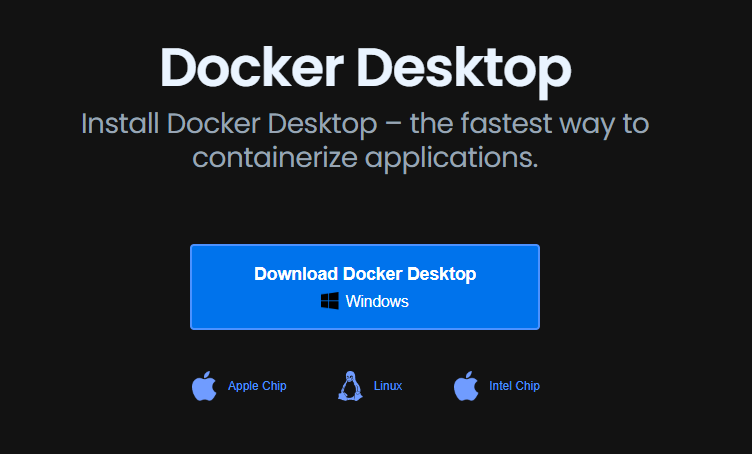 Docker Desktop
Install Docker Desktop – the fastest way to
containerize applications.
Download Docker Desktop
Windows
Apple Chip
Linux
Intel Chip